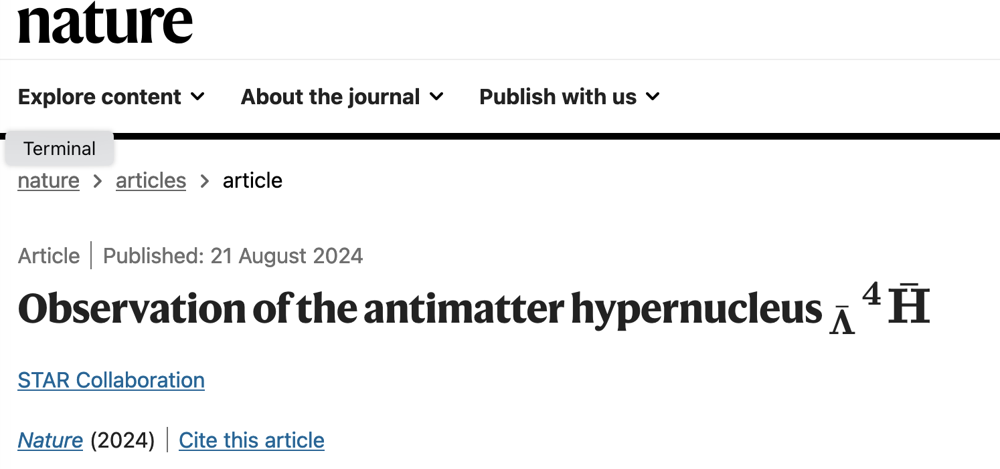 nature
Explore content About the journal Publish with us
Terminal
nature > articles > article
Article | Published: 21 August 2024
Observation of the antimatter hypernucleus $_{\bar{\Lambda}}^{4}\bar{\mathrm{H}}$
STAR Collaboration
Nature (2024) | Cite this article